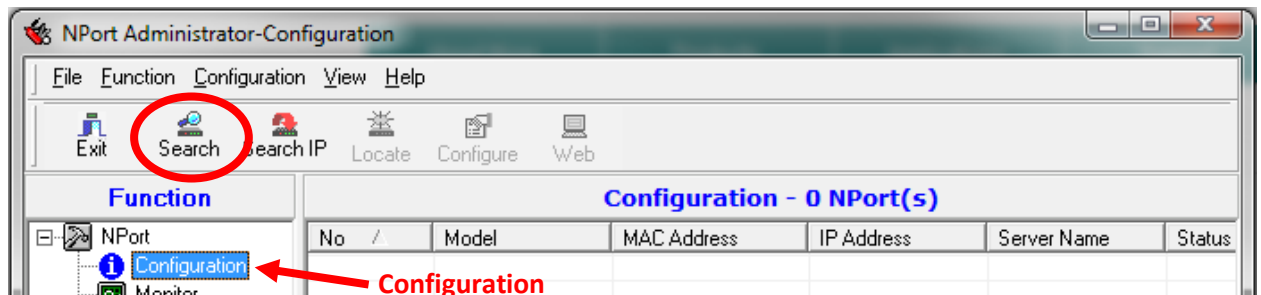 NPort Administrator-Configuration
File Function Configuration View Help
Exit Search Search IP Locate Configure Web
Function
Configuration - 0 NPort(s)
NPort
No Model MAC Address IP Address Server Name Status
Configuration
Configuration
Monitor